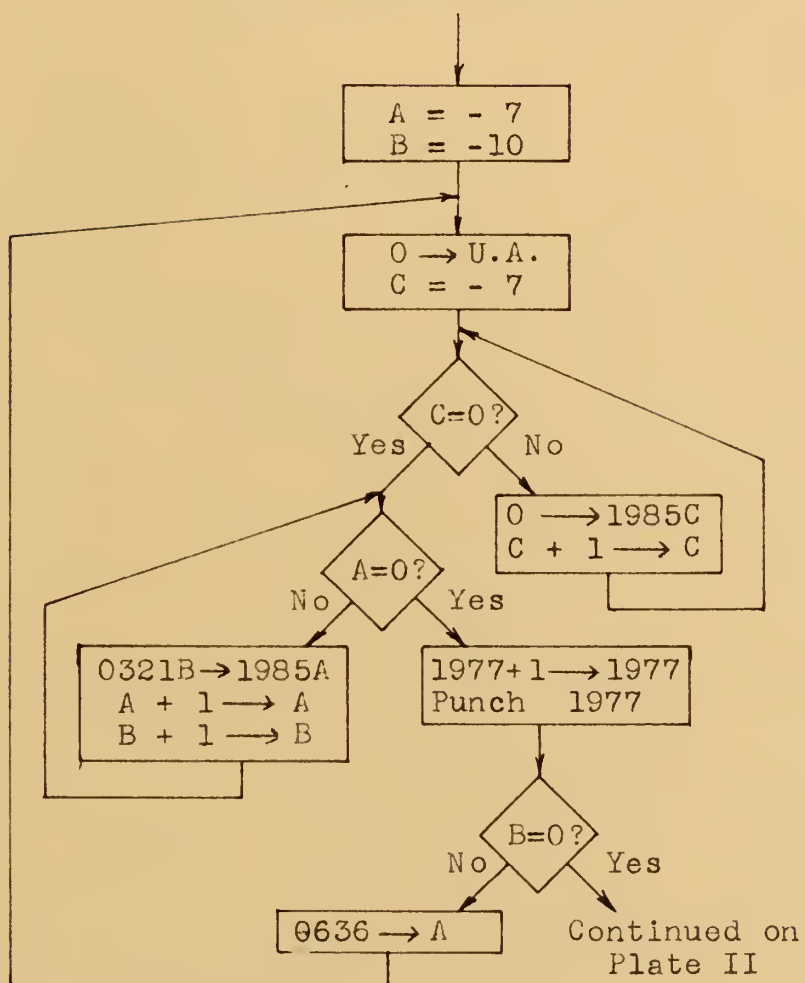 A = - 7
B = -10
0 → U.A.
C = - 7
C=0?
Yes
No
0 → 1985C
C + 1 → C
A=0?
No
Yes
0321B → 1985A
A + 1 → A
B + 1 → B
1977+1 → 1977
Punch 1977
B=0?
No
Yes
0636 → A
Continued on
Plate II